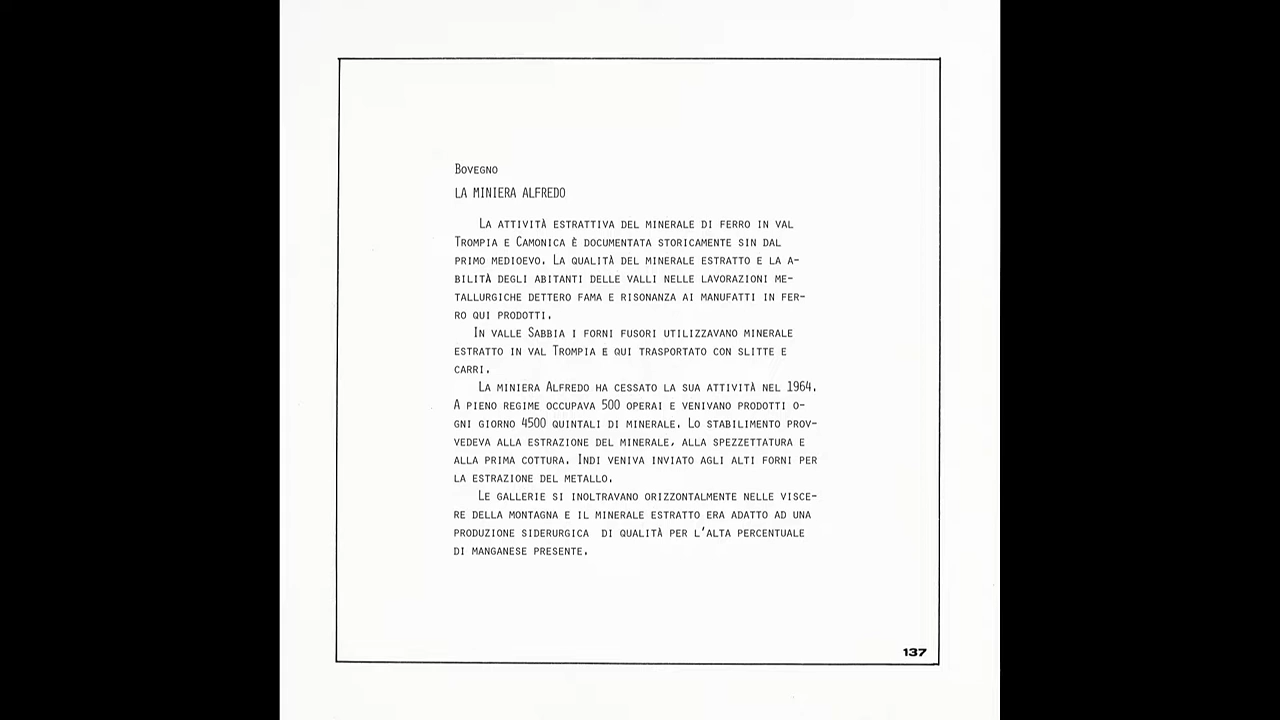 Bovegno
LA MINIERA ALFREDO
La attività estrattiva del minerale di ferro in val
Trompia e Camonica è documentata storicamente sin dal
primo medioevo. La qualità del minerale estratto e la a-
bilità degli abitanti delle valli nelle lavorazioni me-
tallurgiche dettero fama e risonanza ai manufatti in fer-
ro qui prodotti.
In valle Sabbia i forni fusori utilizzavano minerale
estratto in val Trompia e qui trasportato con slitte e
carri.
La miniera Alfredo ha cessato la sua attività nel 1964.
A pieno regime occupava 500 operai e venivano prodotti o-
gni giorno 4500 quintali di minerale. Lo stabilimento prov-
vedeva alla estrazione del minerale, alla spezzettatura e
alla prima cottura. Indi veniva inviato agli alti forni per
la estrazione del metallo.
Le gallerie si inoltravano orizzontalmente nelle visce-
re della montagna e il minerale estratto era adatto ad una
produzione siderurgica di qualità per l'alta percentuale
di manganese presente.
137